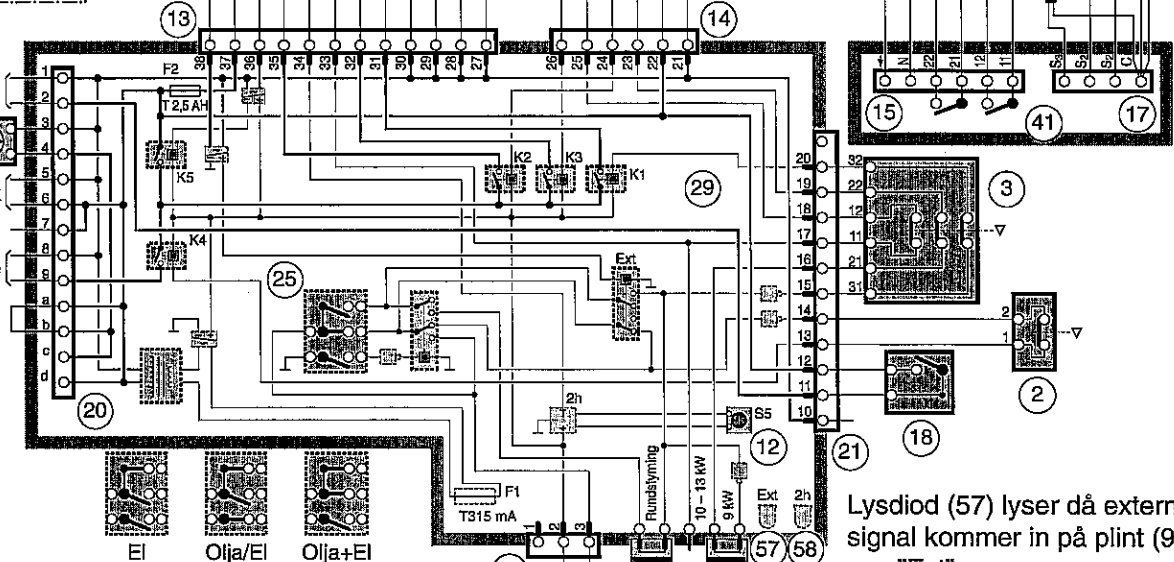 13
14
38 37 36 35 34 33 32 31 30 29 28 27
26 25 24 23 22 21
N 22 21 12 11
S3 S2 S2 C
15
41
17
1
2
3
4
5
6
7
8
9
a
b
c
d
F2
T 2,5 AH
K5
K4
K2
K3
K1
29
20
19
18
17
16
15
14
13
12
11
10
32
22
12
11
21
31
3
25
Ext
2
1
2
20
2h
S5
12
21
18
F1
T315 mA
Rundstyrning
10 – 13 kW
9 kW
Ext
2h
57
58
1 2 3
El
Olja/El
Olja+El
Lysdiod (57) lyser då extern
signal kommer in på plint (9